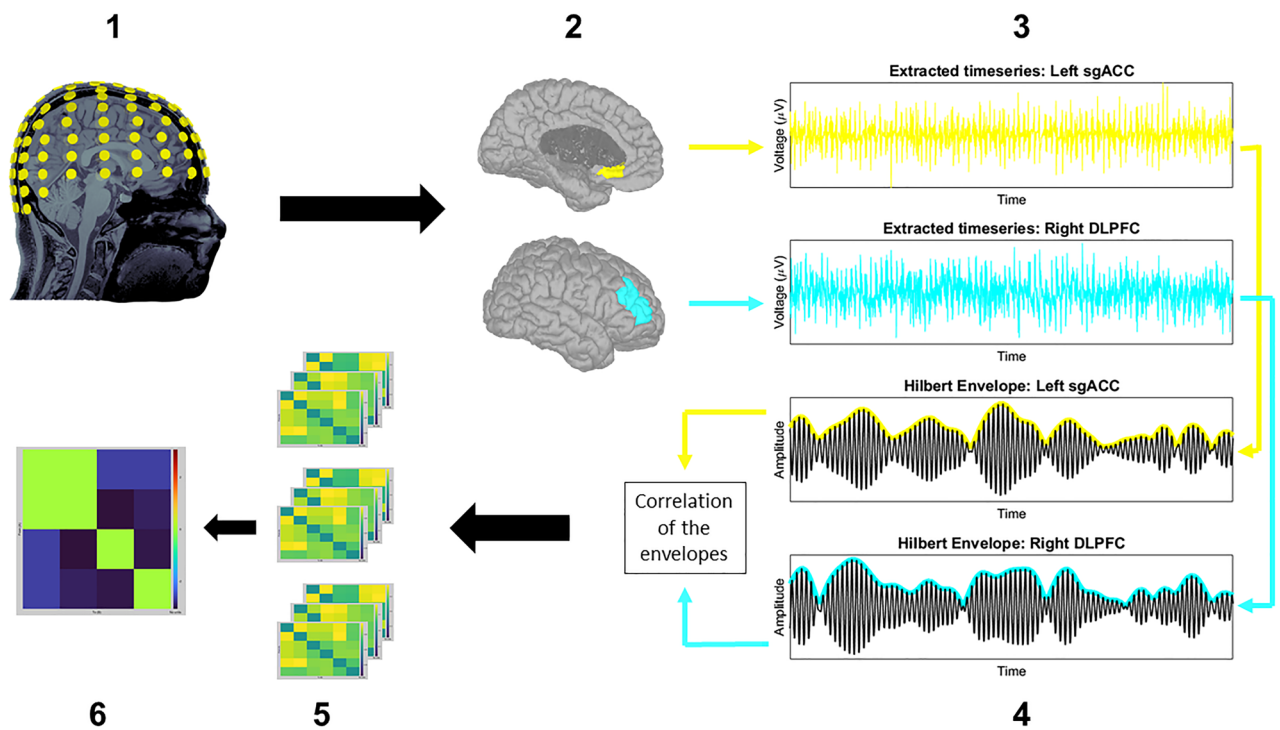 1
2
3
Extracted timeseries: Left sgACC
Voltage (μV)
Time
Extracted timeseries: Right DLPFC
Voltage (μV)
Time
Hilbert Envelope: Left sgACC
Amplitude
Time
Correlation
of the
envelopes
Hilbert Envelope: Right DLPFC
Amplitude
Time
6
5
4